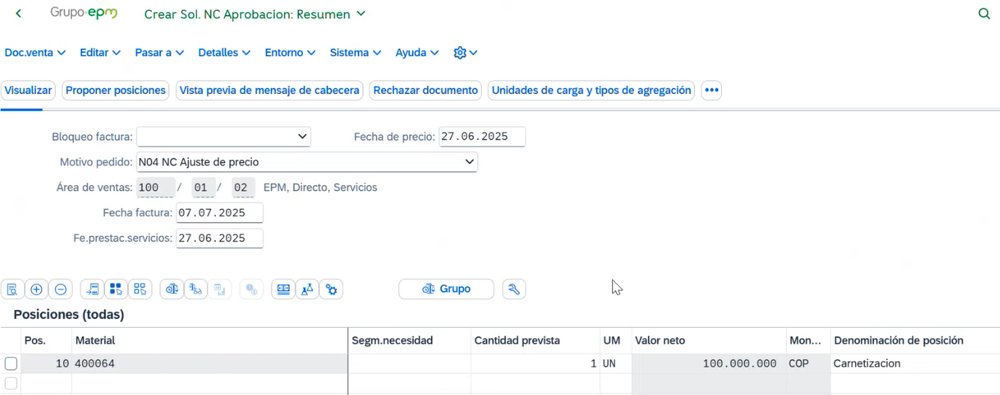 Grupo·epm Crear Sol. NC Aprobacion: Resumen
Doc.venta Editar Pasar a Detalles Entorno Sistema Ayuda
Visualizar Proponer posiciones Vista previa de mensaje de cabecera Rechazar documento Unidades de carga y tipos de agregación •••
Bloqueo factura: Fecha de precio: 27.06.2025
Motivo pedido: N04 NC Ajuste de precio
Área de ventas: 100 / 01 / 02 EPM, Directo, Servicios
Fecha factura: 07.07.2025
Fe.prestac.servicios: 27.06.2025
Grupo
Posiciones (todas)
Pos. Material Segm.necesidad Cantidad prevista UM Valor neto Mon... Denominación de posición
10 400064 1 UN 100.000.000 COP Carnetizacion